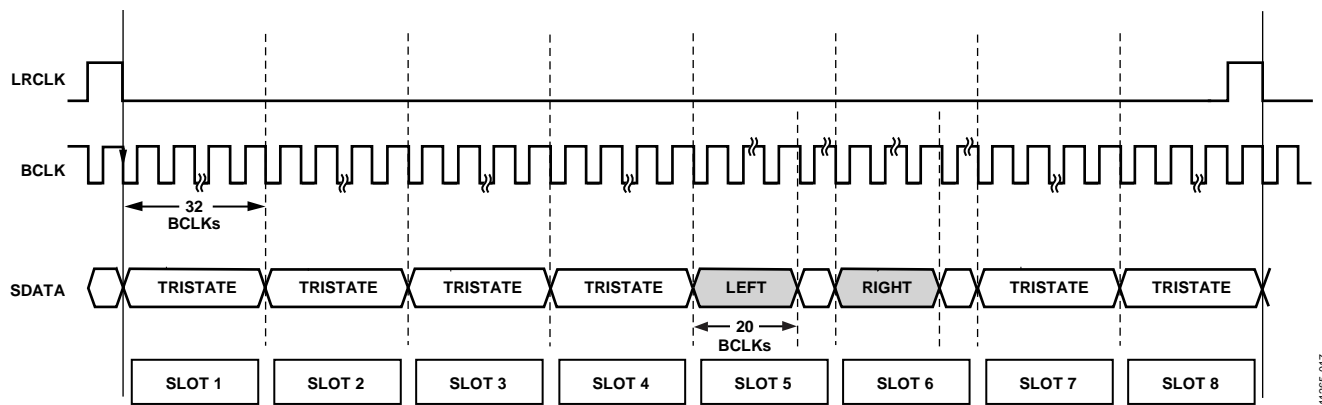 LRCLK
BCLK
32
BCLKs
SDATA
TRISTATE TRISTATE TRISTATE TRISTATE LEFT RIGHT TRISTATE TRISTATE
20
BCLKs
SLOT 1 SLOT 2 SLOT 3 SLOT 4 SLOT 5 SLOT 6 SLOT 7 SLOT 8